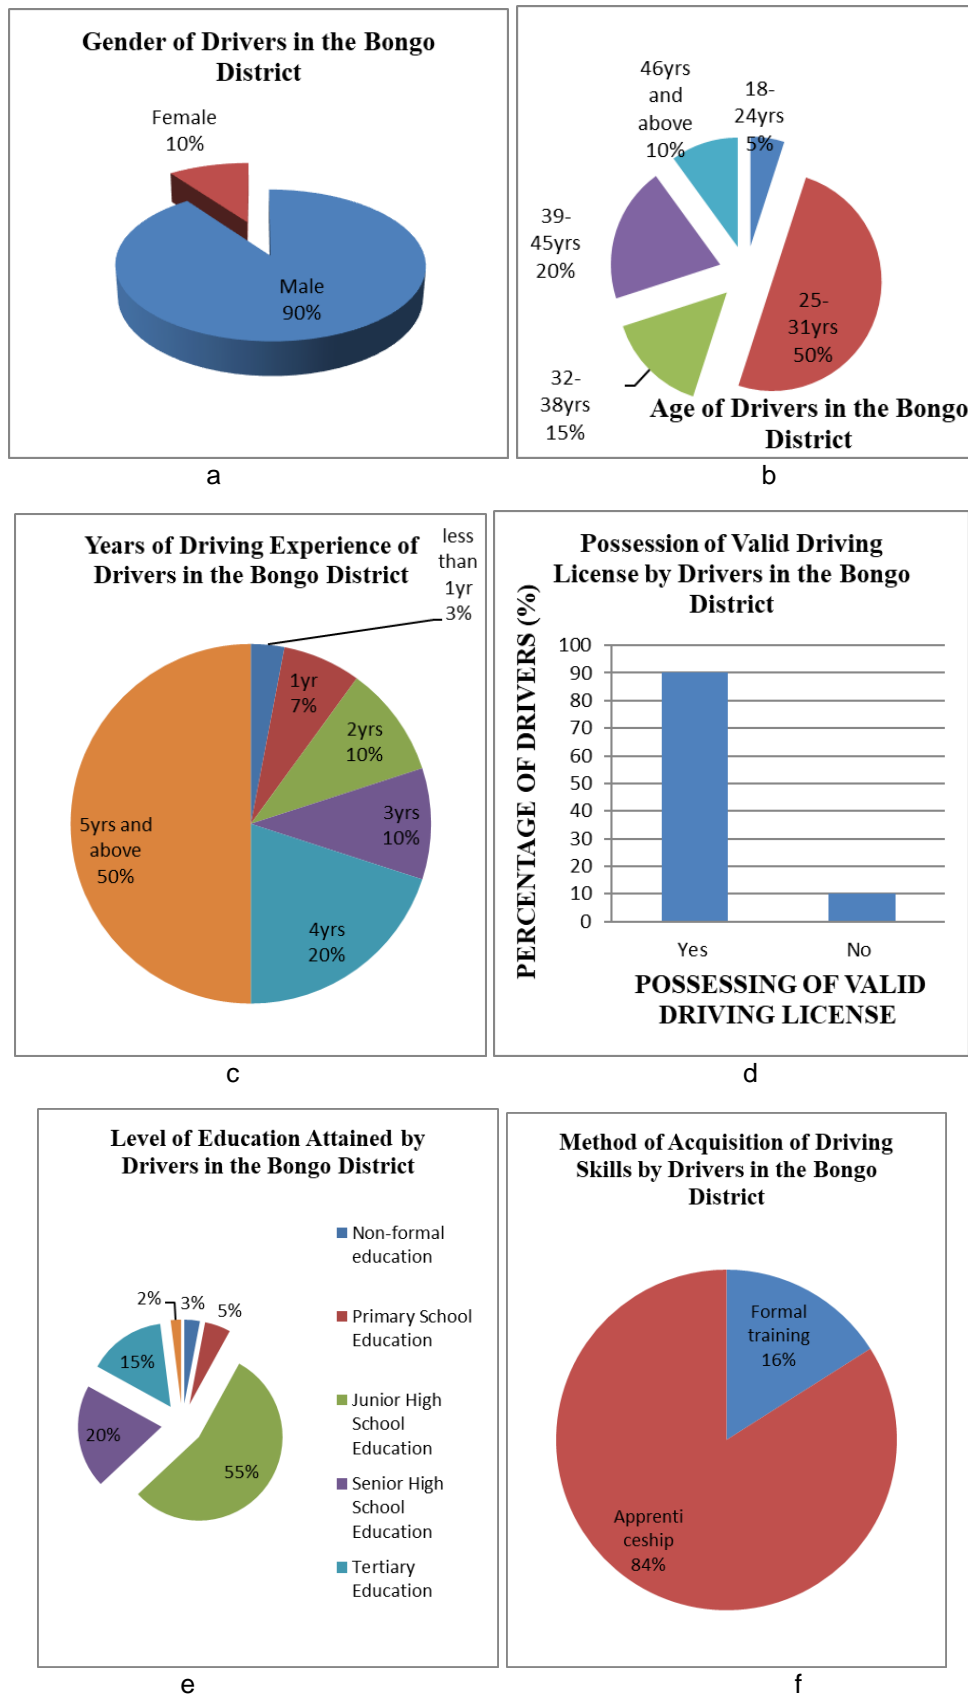 Gender of Drivers in the Bongo
District
Female
10%
Male
90%
a
46yrs
and
above
10%
18-
24yrs
5%
39-
45yrs
20%
25-
31yrs
50%
32-
38yrs
15%
Age of Drivers in the Bongo
District
b
Years of Driving Experience of
Drivers in the Bongo District
less
than
1yr
3%
1yr
7%
2yrs
10%
3yrs
10%
4yrs
20%
5yrs and
above
50%
c
Possession of Valid Driving
License by Drivers in the Bongo
District
PERCENTAGE OF DRIVERS (%)
100
90
80
70
60
50
40
30
20
10
0
Yes
No
POSSESSING OF VALID
DRIVING LICENSE
d
Level of Education Attained by
Drivers in the Bongo District
2%
3%
5%
15%
20%
55%
Non-formal
education
Primary School
Education
Junior High
School
Education
Senior High
School
Education
Tertiary
Education
e
Method of Acquisition of Driving
Skills by Drivers in the Bongo
District
Formal
training
16%
Apprenti
ceship
84%
f